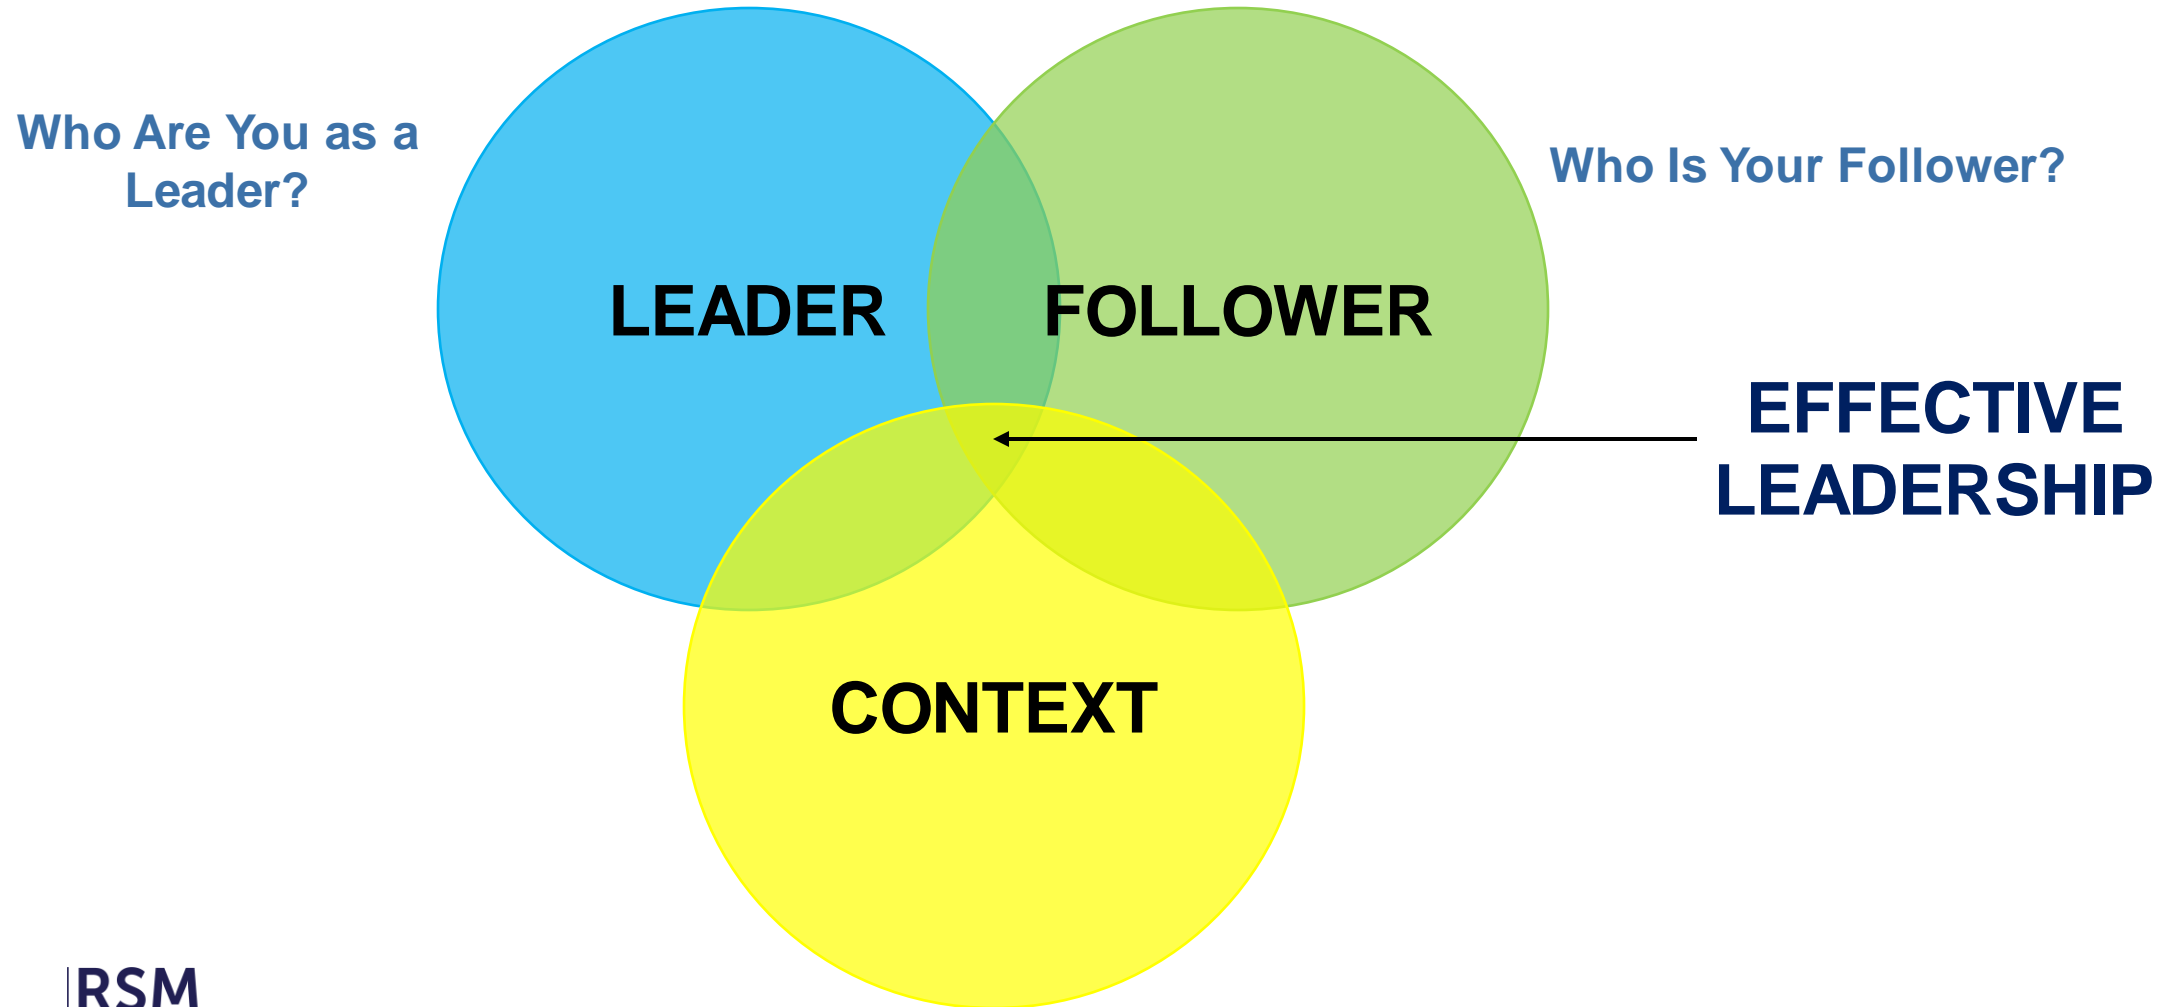 Who Are You as a
Leader?
Who Is Your Follower?
LEADER
FOLLOWER
EFFECTIVE
LEADERSHIP
CONTEXT
RSM